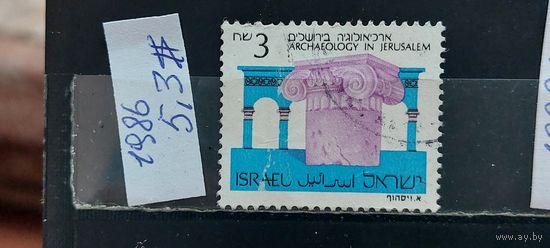 1986
5,3#
3 שח
ארכיאולוגיה בירושלים
ARCHAEOLOGY IN JERUSALEM
ISRAEL اسرائيل ישראל
א. ויסהוף
www.ay.by